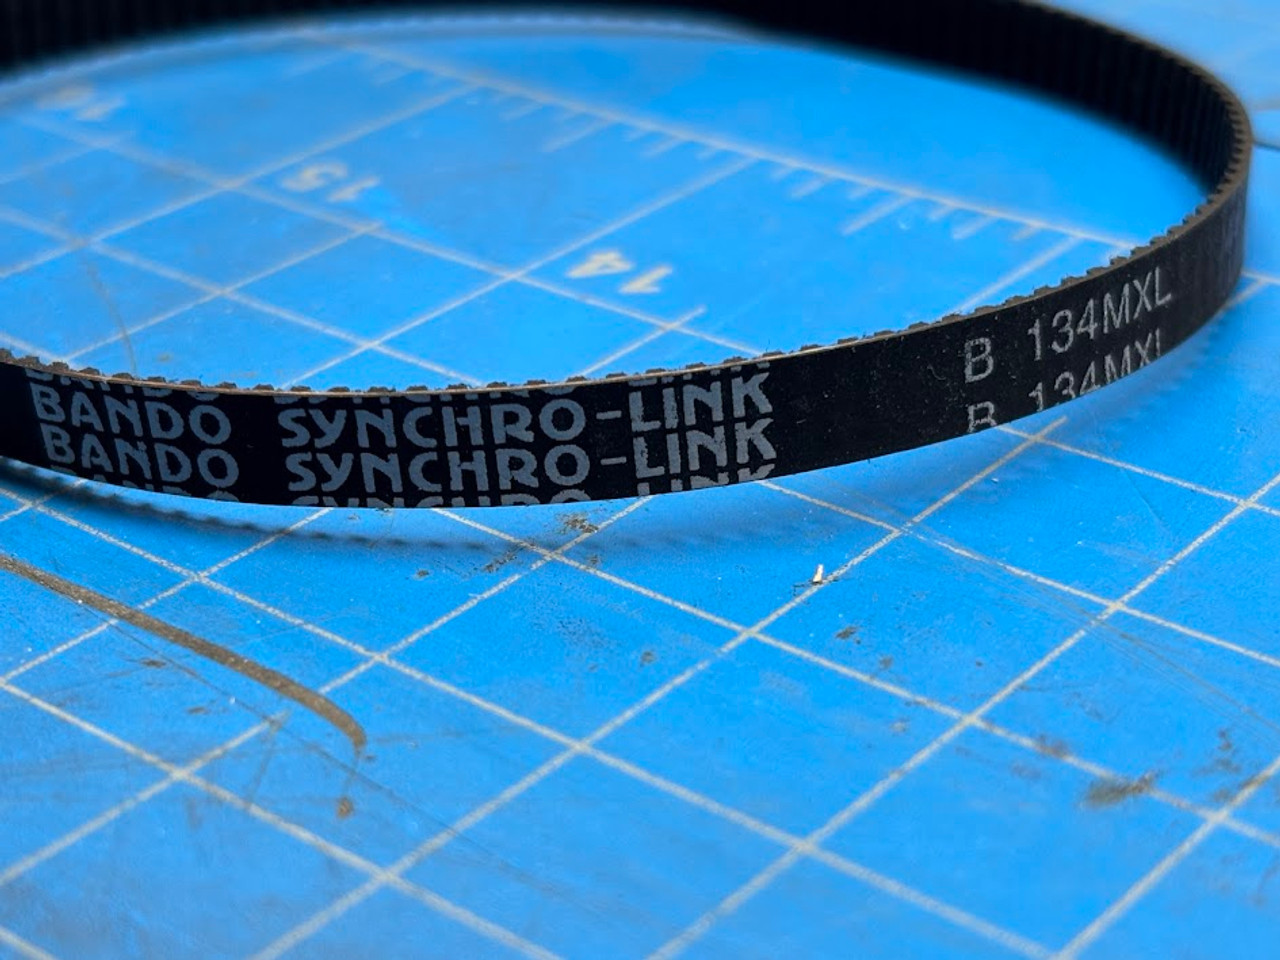 15
14
BANDO SYNCHRO-LINK
BANDO SYNCHRO-LINK
B 134MXL
B 134MXL